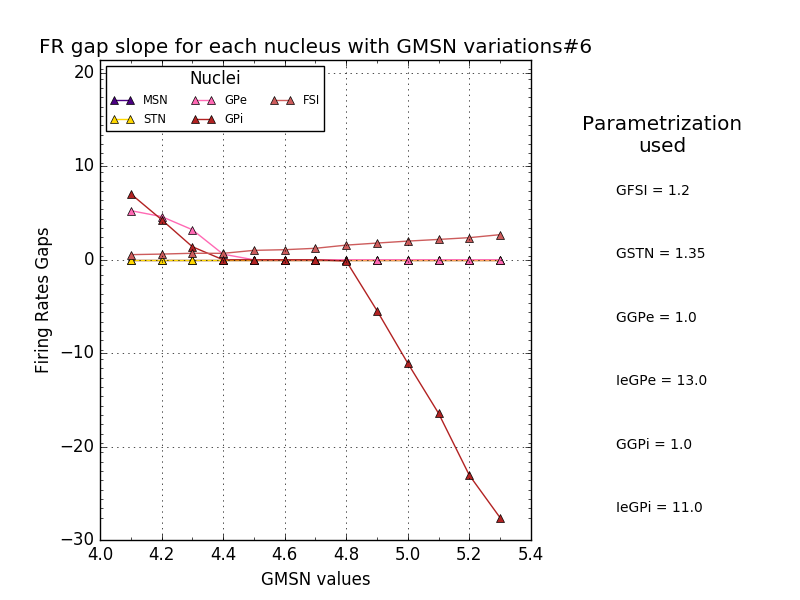 FR gap slope for each nucleus with GMSN variations#6
Nuclei
MSN GPe FSI
STN GPi
20
10
0
−10
−20
−30
Firing Rates Gaps
4.0 4.2 4.4 4.6 4.8 5.0 5.2 5.4
GMSN values
Parametrization
used
GFSI = 1.2
GSTN = 1.35
GGPe = 1.0
IeGPe = 13.0
GGPi = 1.0
IeGPi = 11.0